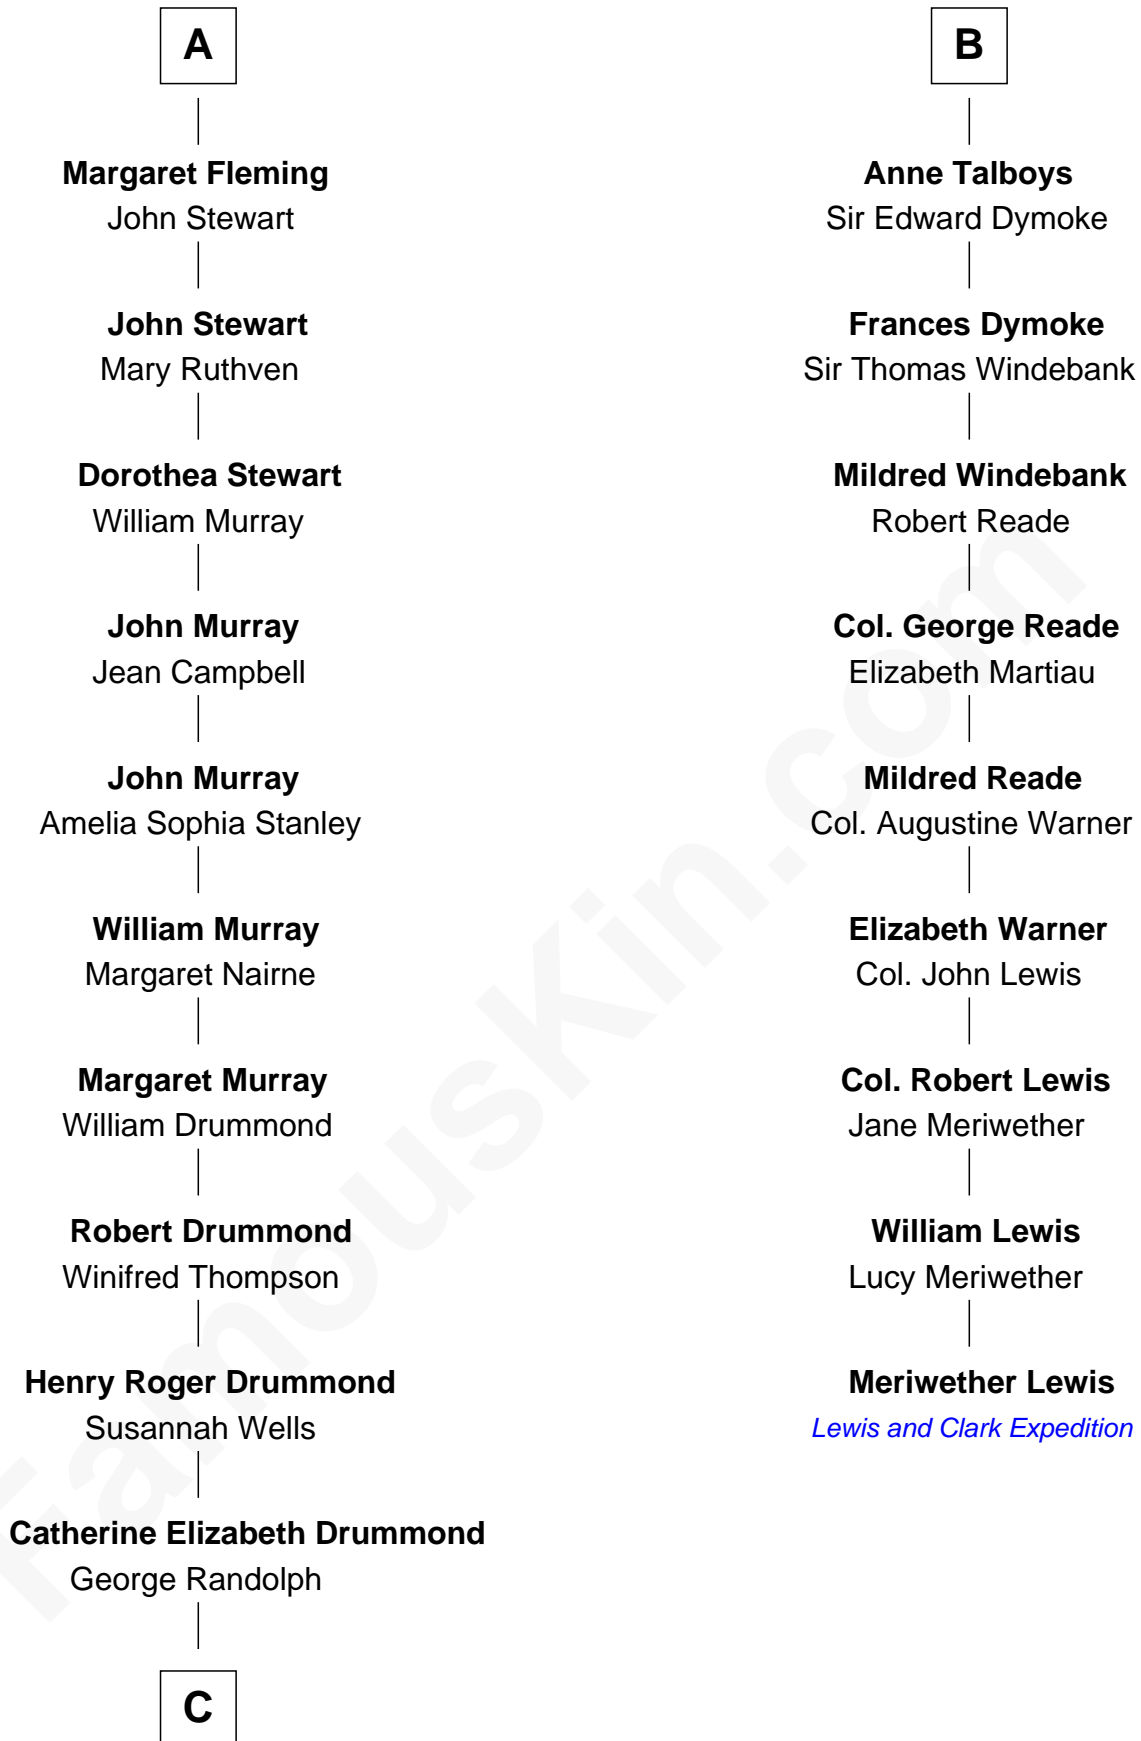 A
Margaret Fleming
John Stewart
John Stewart
Mary Ruthven
Dorothea Stewart
William Murray
John Murray
Jean Campbell
John Murray
Amelia Sophia Stanley
William Murray
Margaret Nairne
Margaret Murray
William Drummond
Robert Drummond
Winifred Thompson
Henry Roger Drummond
Susannah Wells
Catherine Elizabeth Drummond
George Randolph
C
B
Anne Talboys
Sir Edward Dymoke
Frances Dymoke
Sir Thomas Windebank
Mildred Windebank
Robert Reade
Col. George Reade
Elizabeth Martiau
Mildred Reade
Col. Augustine Warner
Elizabeth Warner
Col. John Lewis
Col. Robert Lewis
Jane Meriwether
William Lewis
Lucy Meriwether
Meriwether Lewis
Lewis and Clark Expedition
FamousKin.com